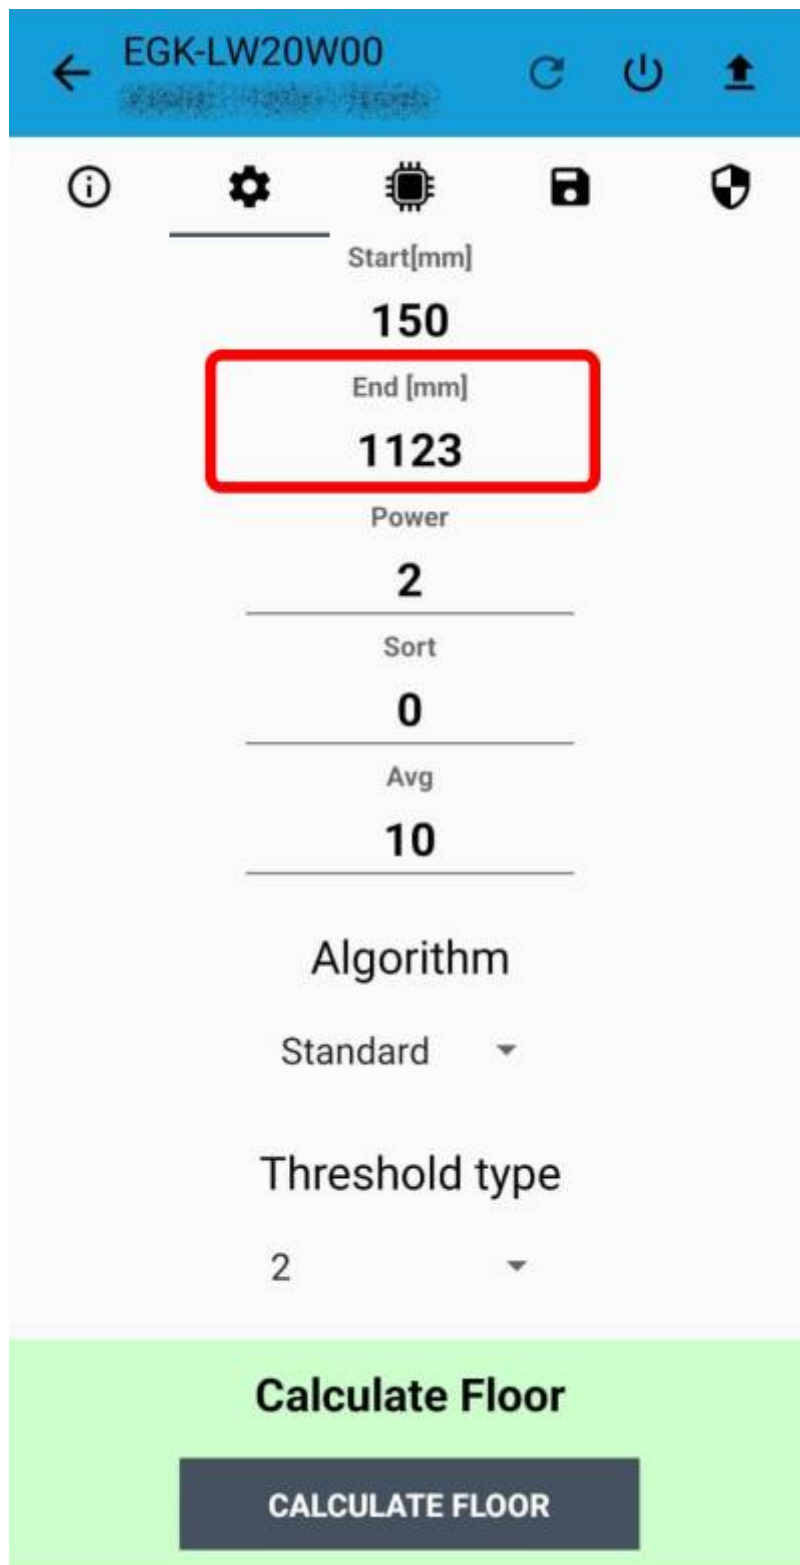 EGK-LW20W00
Start[mm]
150
End [mm]
1123
Power
2
Sort
0
Avg
10
Algorithm
Standard
Threshold type
2
Calculate Floor
CALCULATE FLOOR